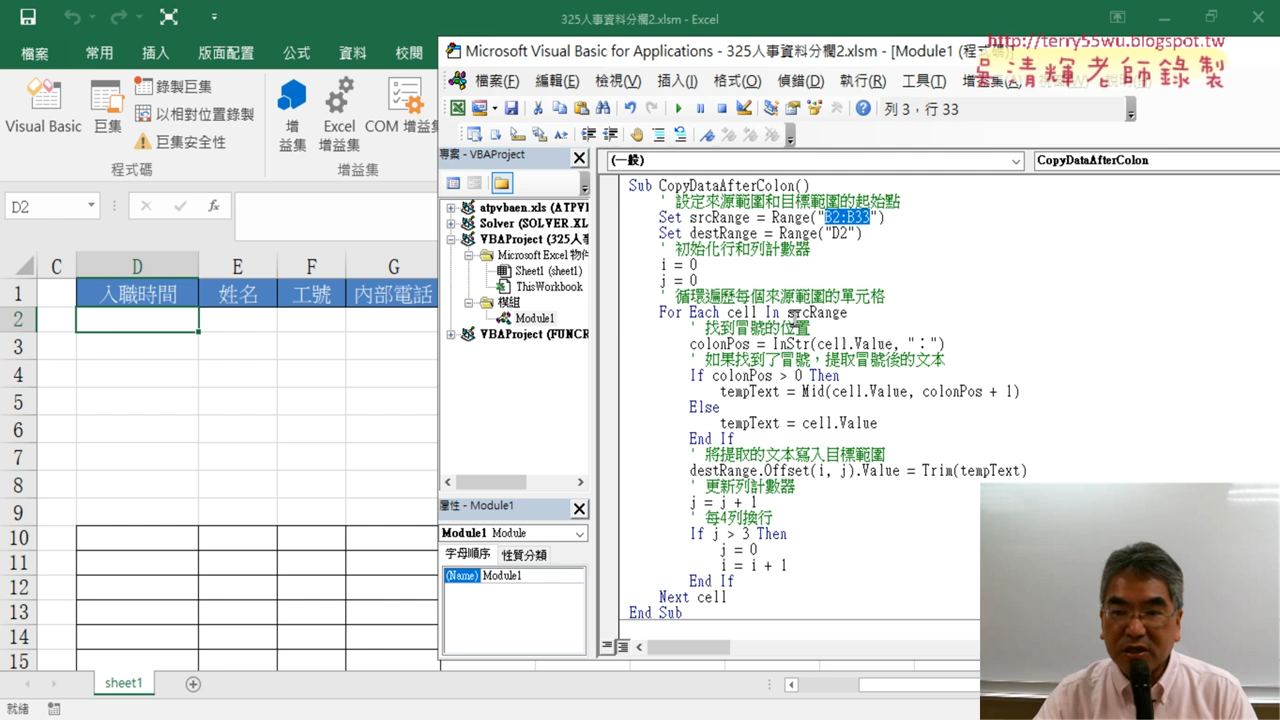 325人事資料分欄2.xlsm - Excel
檔案 常用 插入 版面配置 公式 資料 校閱
Visual Basic
巨集
錄製巨集
以相對位置錄製
巨集安全性
程式碼
增
益集
Excel
增益集
COM 增益集
增益集
D2
fx
C D E F G
1 入職時間 姓名 工號 內部電話
2
3
4
5
6
7
8
9
10
11
12
13
14
15
sheet1
就緒
Microsoft Visual Basic for Applications - 325人事資料分欄2.xlsm - [Module1 (程式碼)]
http://terry55wu.blogspot.tw
吳清輝老師錄製
檔案(F) 編輯(E) 檢視(V) 插入(I) 格式(O) 偵錯(D) 執行(R) 工具(T)
列 3，行 33
專案 - VBAProject
atpvbaen.xls (ATPVI
Solver (SOLVER.XL
VBAProject (325人事
Microsoft Excel 物件
Sheet1 (sheet1)
ThisWorkbook
模組
Module1
VBAProject (FUNCR
屬性 - Module1
Module1 Module
字母順序 性質分類
(Name) Module1
(一般)
CopyDataAfterColon
Sub CopyDataAfterColon()
' 設定來源範圍和目標範圍的起始點
Set srcRange = Range("B2:B33")
Set destRange = Range("D2")
' 初始化行和列計數器
i = 0
j = 0
' 循環遍歷每個來源範圍的單元格
For Each cell In srcRange
' 找到冒號的位置
colonPos = InStr(cell.Value, "：")
' 如果找到了冒號，提取冒號後的文本
If colonPos > 0 Then
tempText = Mid(cell.Value, colonPos + 1)
Else
tempText = cell.Value
End If
' 將提取的文本寫入目標範圍
destRange.Offset(i, j).Value = Trim(tempText)
' 更新列計數器
j = j + 1
' 每4列換行
If j > 3 Then
j = 0
i = i + 1
End If
Next cell
End Sub